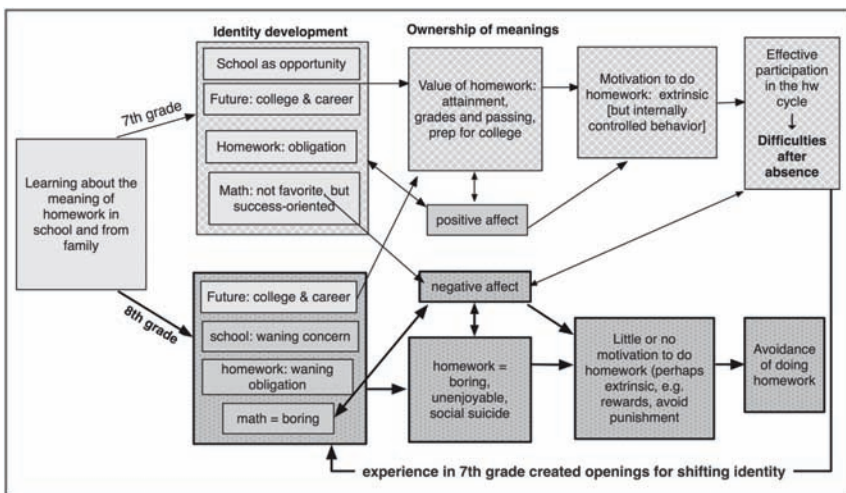 Identity development
Ownership of meanings
School as opportunity
Future: college & career
Homework: obligation
Math: not favorite, but
success-oriented
Value of homework:
attainment,
grades and passing,
prep for college
Motivation to do
homework: extrinsic
[but internally
controlled behavior]
Effective
participation
in the hw
cycle
↓
Difficulties
after
absence
7th grade
Learning about the
meaning of
homework in
school and from
family
positive affect
8th grade
Future: college & career
school: waning concern
homework: waning
obligation
math = boring
negative affect
homework =
boring,
unenjoyable,
social suicide
Little or no
motivation to do
homework (perhaps
extrinsic, e.g.
rewards, avoid
punishment
Avoidance
of doing
homework
experience in 7th grade created openings for shifting identity